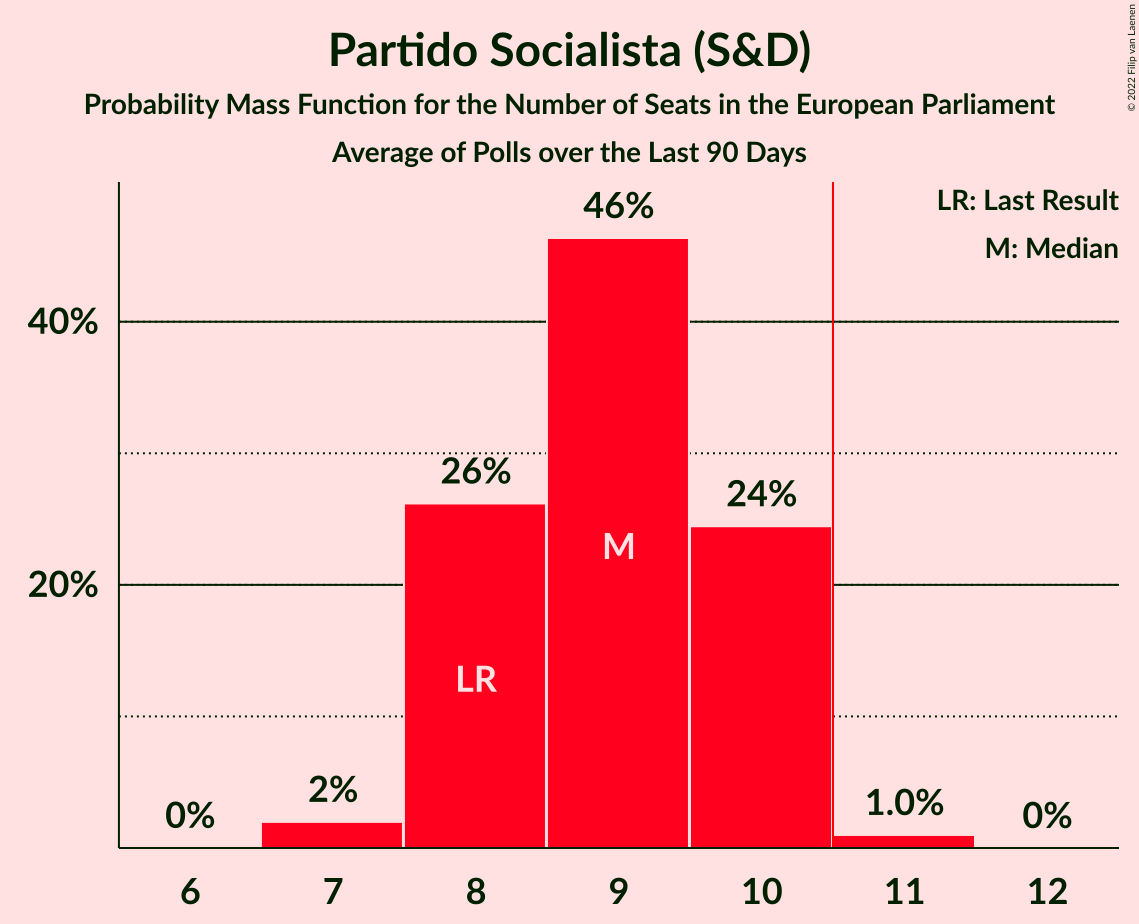 Partido Socialista (S&D)
Probability Mass Function for the Number of Seats in the European Parliament
Average of Polls over the Last 90 Days
© 2022 Filip van Laenen
LR: Last Result
M: Median
40%
20%
0%
2%
26%
46%
24%
1.0%
0%
LR
M
6 7 8 9 10 11 12